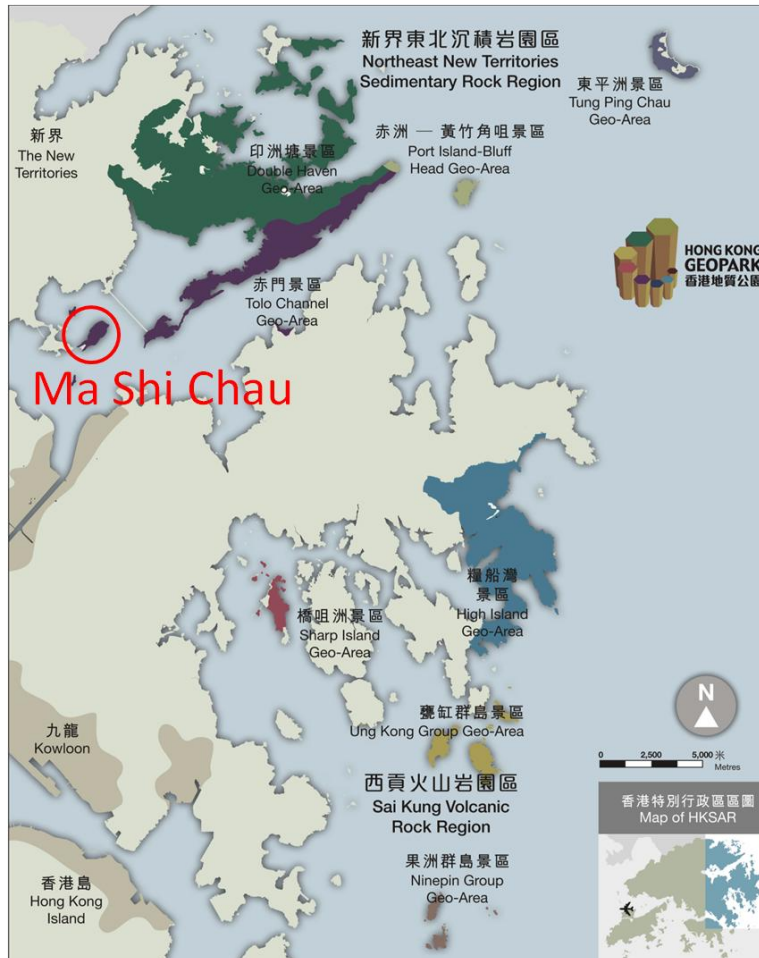 新界東北沉積岩園區
Northeast New Territories
Sedimentary Rock Region
東平洲景區
Tung Ping Chau
Geo-Area
新界
The New
Territories
赤洲 — 黃竹角咀景區
Port Island-Bluff
Head Geo-Area
印洲塘景區
Double Haven
Geo-Area
HONG KONG
GEOPARK
香港地質公園
赤門景區
Tolo Channel
Geo-Area
Ma Shi Chau
糧船灣
景區
High Island
Geo-Area
橋咀洲景區
Sharp Island
Geo-Area
甕缸群島景區
Ung Kong Group Geo-Area
N
九龍
Kowloon
0 2,500 5,000 米
Metres
西貢火山岩園區
Sai Kung Volcanic
Rock Region
香港特別行政區區圖
Map of HKSAR
果洲群島景區
Ninepin Group
Geo-Area
香港島
Hong Kong
Island